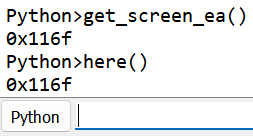 Python>get_screen_ea()
0x116f
Python>here()
0x116f
Python